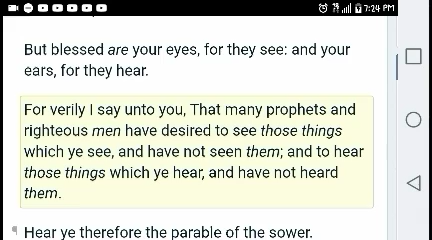 7:24 PM
But blessed are your eyes, for they see: and your
ears, for they hear.
For verily I say unto you, That many prophets and
righteous men have desired to see those things
which ye see, and have not seen them; and to hear
those things which ye hear, and have not heard
them.
¶ Hear ye therefore the parable of the sower.